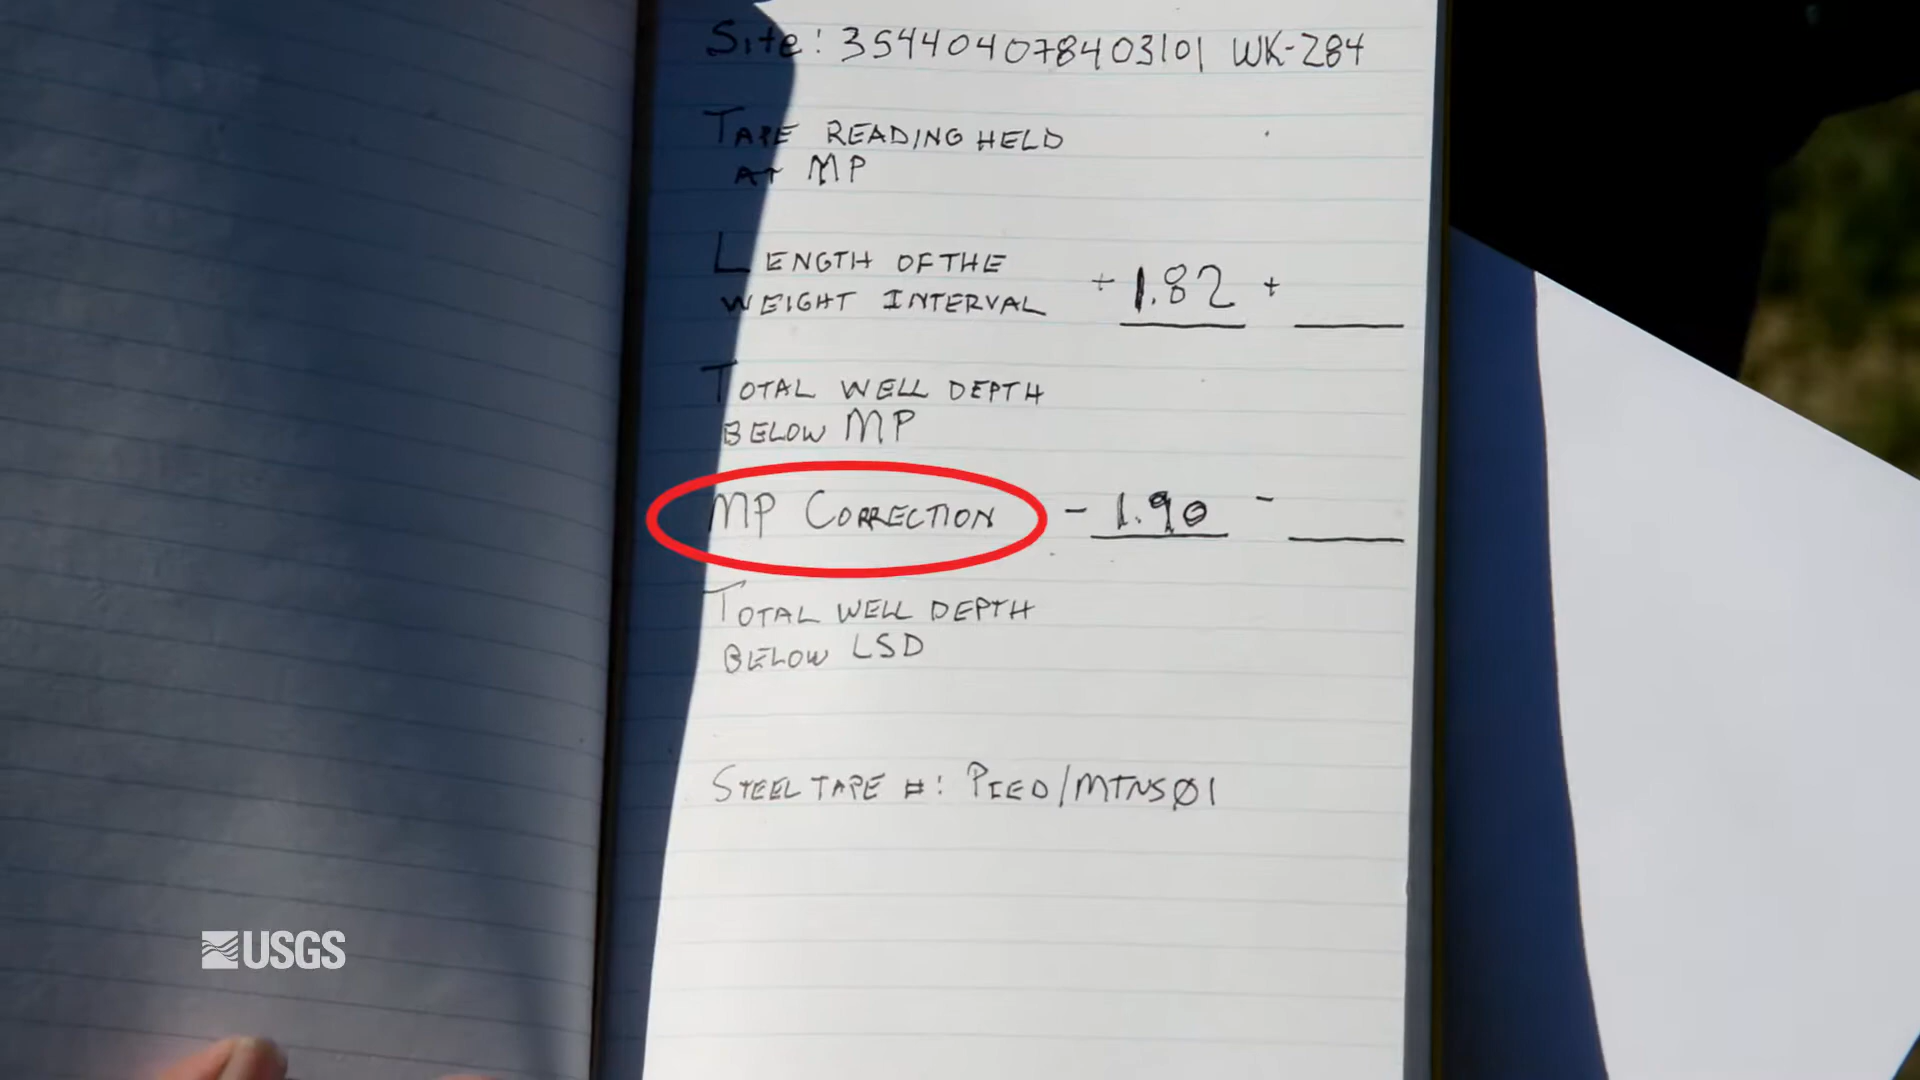 Site: 354404078403101 WK-284
TAPE READING HELD
AT MP
LENGTH OF THE
WEIGHT INTERVAL + 1.82 +
TOTAL WELL DEPTH
BELOW MP
MP CORRECTION - 1.90 -
TOTAL WELL DEPTH
BELOW LSD
STEEL TAPE #: PIED/MTNSØ1
USGS